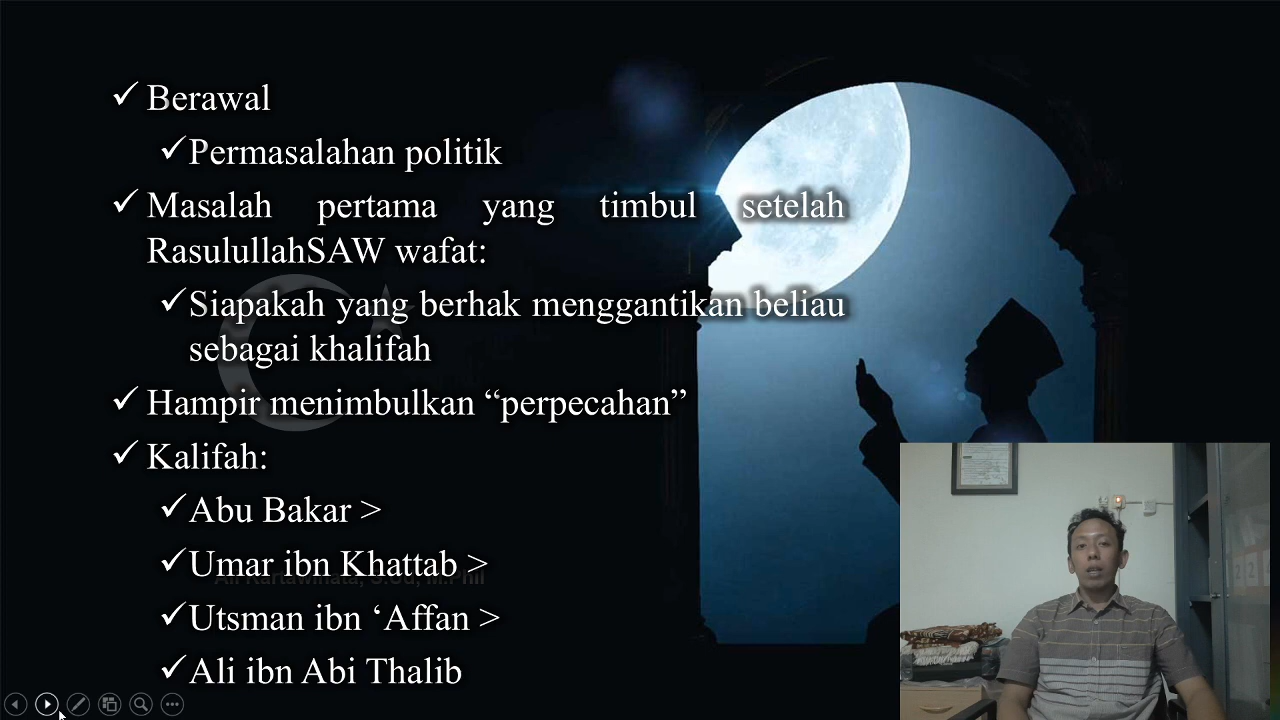 ✓ Berawal
✓ Permasalahan politik
✓ Masalah pertama yang timbul setelah
RasulullahSAW wafat:
✓ Siapakah yang berhak menggantikan beliau
sebagai khalifah
✓ Hampir menimbulkan “perpecahan”
✓ Kalifah:
✓ Abu Bakar >
✓ Umar ibn Khattab >
✓ Utsman ibn ‘Affan >
✓ Ali ibn Abi Thalib